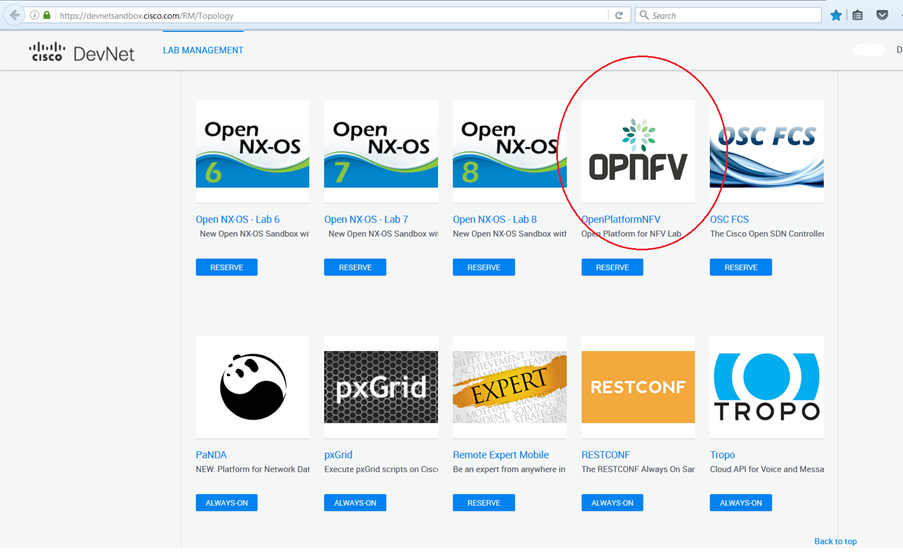 https://devnetsandbox.cisco.com/RM/Topology
Search
CISCO DevNet
LAB MANAGEMENT
D
Open NX-OS 6
Open NX-OS 7
Open NX-OS 8
OPNFV
OSC FCS
Open NX-OS - Lab 6
Open NX-OS - Lab 7
Open NX-OS - Lab 8
OpenPlatformNFV
OSC FCS
New Open NX-OS Sandbox wit
New Open NX-OS Sandbox wit
New Open NX-OS Sandbox with
Open Platform for NFV Lab
The Cisco Open SDN Controller
RESERVE
RESERVE
RESERVE
RESERVE
RESERVE
pxGrid
EXPERT
RESTCONF
TROPO
PaNDA
pxGrid
Remote Expert Mobile
RESTCONF
Tropo
NEW: Platform for Network Dat
Execute pxGrid scripts on Cisco
Be an expert from anywhere in
The RESTCONF Always On Sar
Cloud API for Voice and Messa
ALWAYS-ON
ALWAYS-ON
RESERVE
ALWAYS-ON
ALWAYS-ON
Back to top